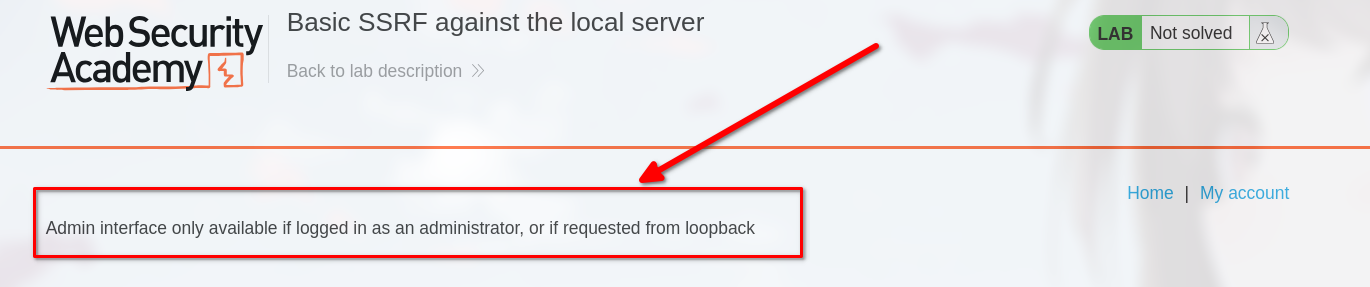 Web Security
Academy
Basic SSRF against the local server
Back to lab description
LAB Not solved
Home | My account
Admin interface only available if logged in as an administrator, or if requested from loopback